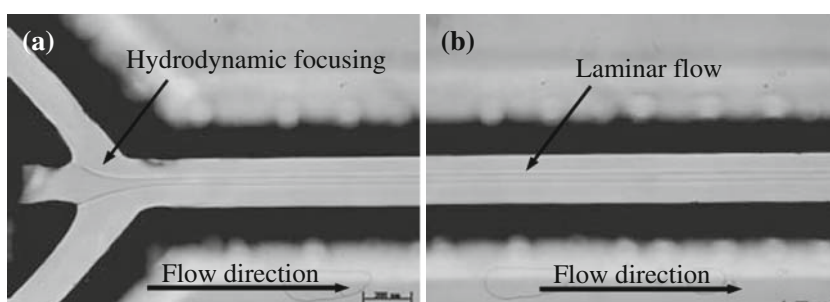 (a)
Hydrodynamic focusing
Flow direction
(b)
Laminar flow
Flow direction